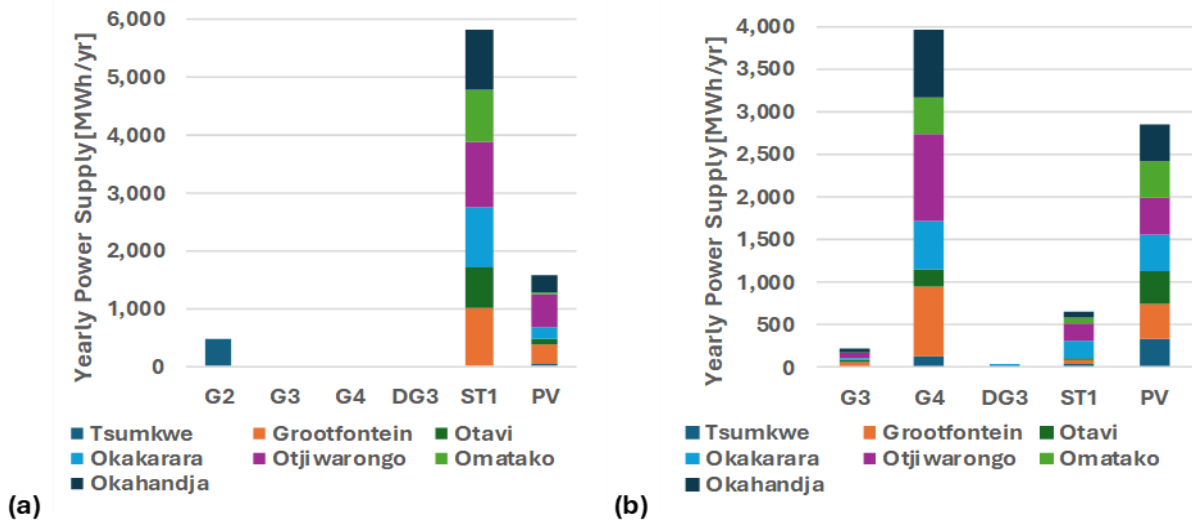 Yearly Power Supply[MWh/yr]
6,000
5,000
4,000
3,000
2,000
1,000
0
G2 G3 G4 DG3 ST1 PV
Tsumkwe Grootfontein Otavi
Okakarara Otjiwarongo Omatako
Okahandja
(a)
Yearly Power Supply[MWh/yr]
4,000
3,500
3,000
2,500
2,000
1,500
1,000
500
0
G3 G4 DG3 ST1 PV
Tsumkwe Grootfontein Otavi
Okakarara Otjiwarongo Omatako
Okahandja
(b)